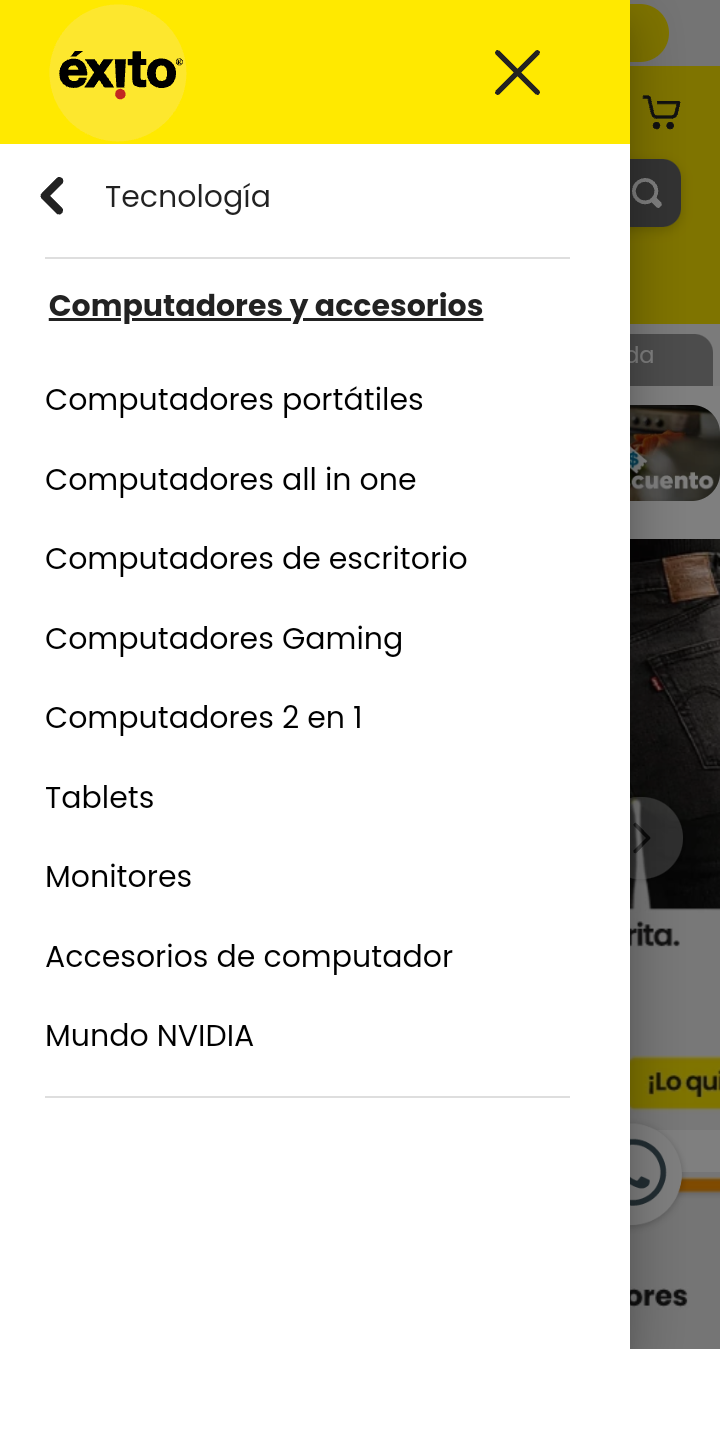 éxito®
Tecnología
Computadores y accesorios
Computadores portátiles
Computadores all in one
Computadores de escritorio
Computadores Gaming
Computadores 2 en 1
Tablets
Monitores
Accesorios de computador
Mundo NVIDIA
da
cuento
rita.
¡Lo qui
ores